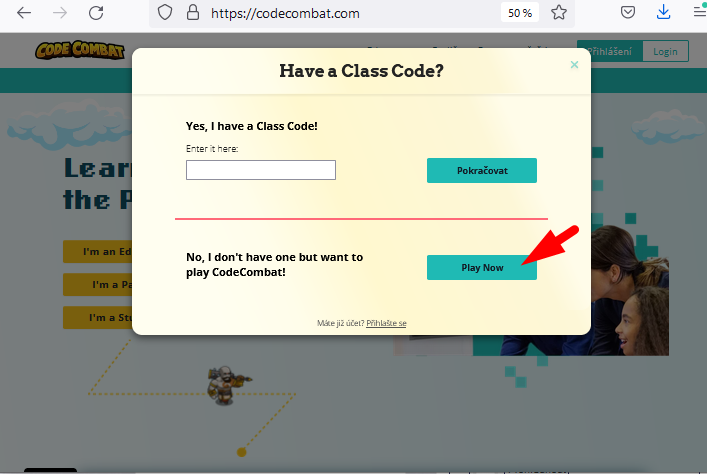 https://codecombat.com
50 %
CODE COMBAT
Přihlášení
Login
Have a Class Code?
Yes, I have a Class Code!
Enter it here:
Pokračovat
Lear
the P
No, I don't have one but want to
play CodeCombat!
Play Now
I'm an Ed
I'm a Pa
I'm a Stu
Máte již účet? Přihlašte se